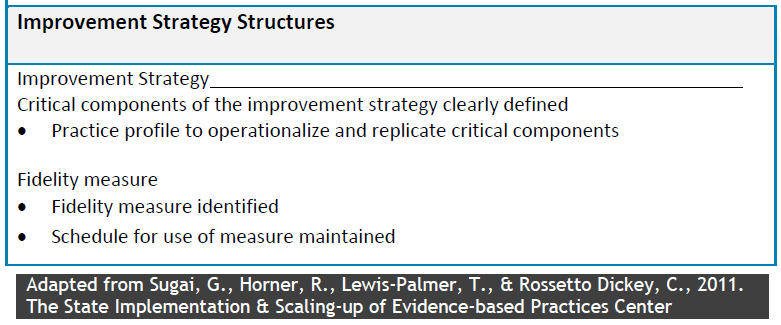 Improvement Strategy Structures
Improvement Strategy_______________________________________________
Critical components of the improvement strategy clearly defined
• Practice profile to operationalize and replicate critical components
Fidelity measure
• Fidelity measure identified
• Schedule for use of measure maintained
Adapted from Sugai, G., Horner, R., Lewis-Palmer, T., & Rossetto Dickey, C., 2011.
The State Implementation & Scaling-up of Evidence-based Practices Center